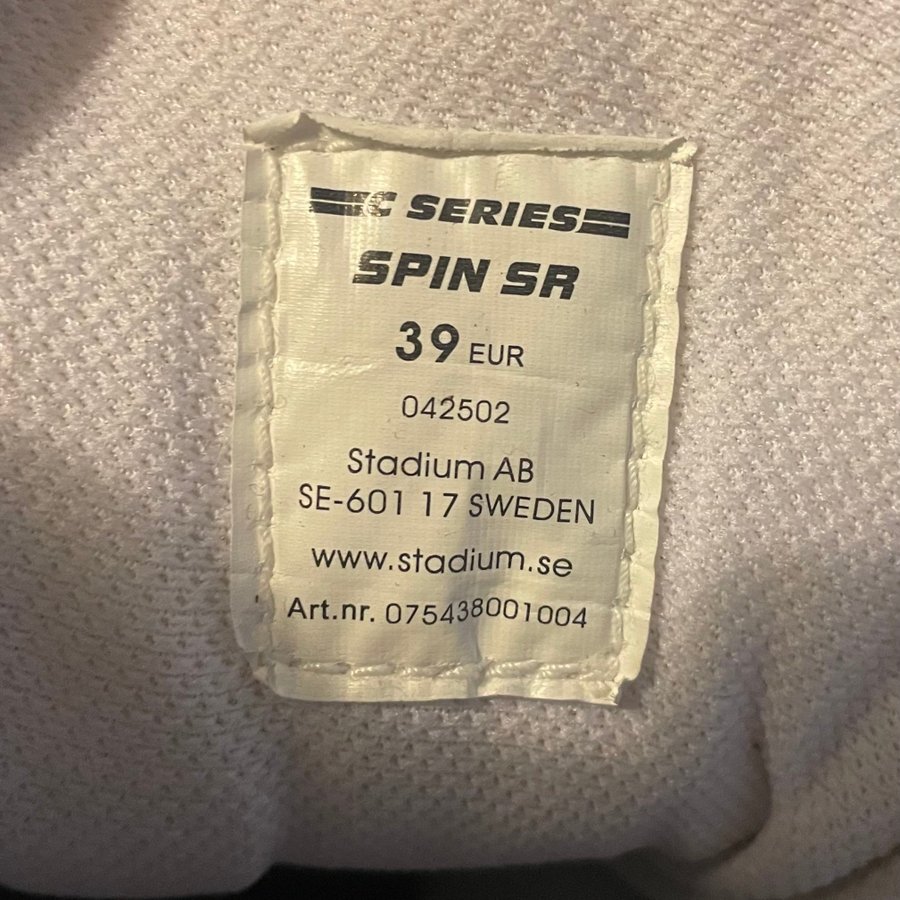 C SERIES
SPIN SR
39 EUR
042502
Stadium AB
SE-601 17 SWEDEN
www.stadium.se
Art.nr. 075438001004